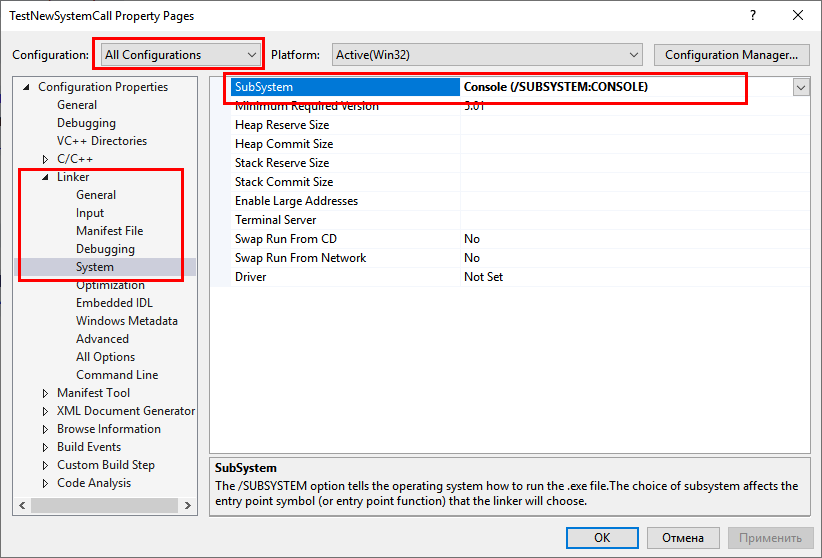 TestNewSystemCall Property Pages
?
Configuration: All Configurations Platform: Active(Win32) Configuration Manager...
Configuration Properties
General
Debugging
VC++ Directories
C/C++
Linker
General
Input
Manifest File
Debugging
System
Optimization
Embedded IDL
Windows Metadata
Advanced
All Options
Command Line
Manifest Tool
XML Document Generator
Browse Information
Build Events
Custom Build Step
Code Analysis
SubSystem Console (/SUBSYSTEM:CONSOLE)
Minimum Required Version 5.01
Heap Reserve Size
Heap Commit Size
Stack Reserve Size
Stack Commit Size
Enable Large Addresses
Terminal Server
Swap Run From CD No
Swap Run From Network No
Driver Not Set
SubSystem
The /SUBSYSTEM option tells the operating system how to run the .exe file.The choice of subsystem affects the
entry point symbol (or entry point function) that the linker will choose.
OK Отмена Применить